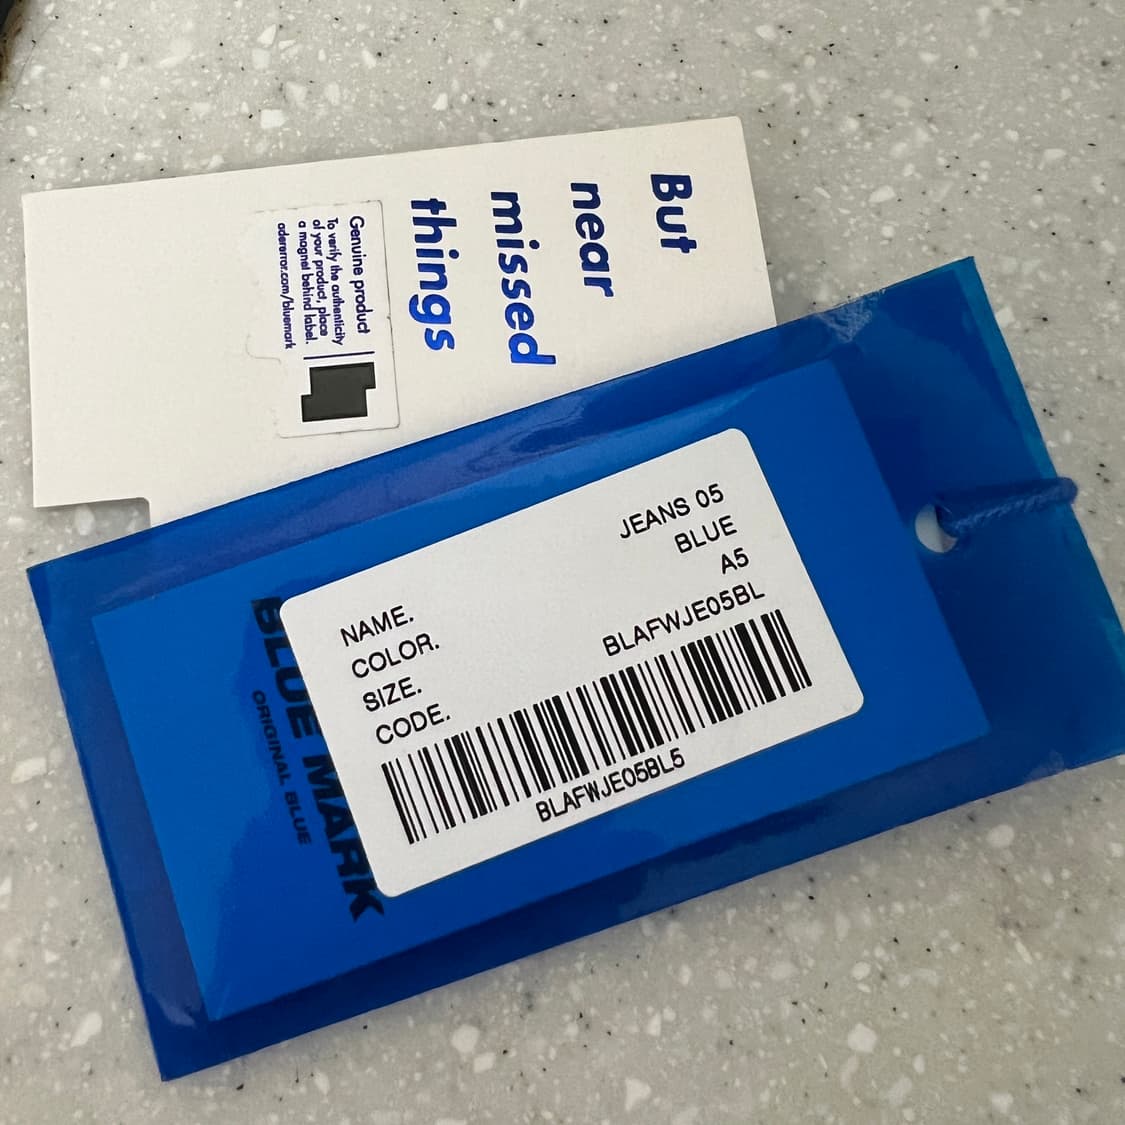 But
near
missed
things
Genuine product
To verify the authenticity
of your product, place
a magnet behind label.
adererror.com/bluemark
BLUE MARK
ORIGINAL BLUE
NAME. JEANS 05
COLOR. BLUE
SIZE. A5
CODE. BLAFWJE05BL
BLAFWJE05BL5